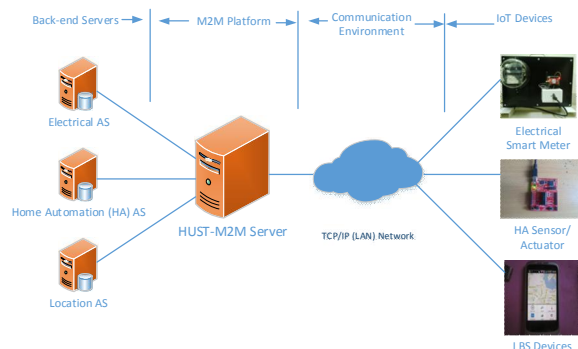 Back-end Servers
M2M Platform
Communication
Environment
IoT Devices
Electrical AS
Home Automation (HA) AS
Location AS
HUST-M2M Server
TCP/IP (LAN) Network
Electrical
Smart Meter
HA Sensor/
Actuator
LBS Devices